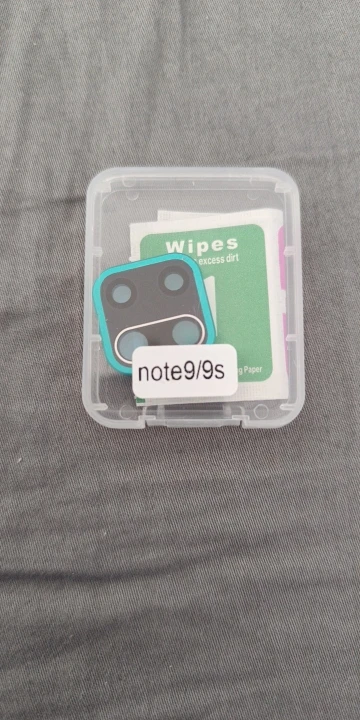 Wipes
excess dirt
note9/9s
g Paper